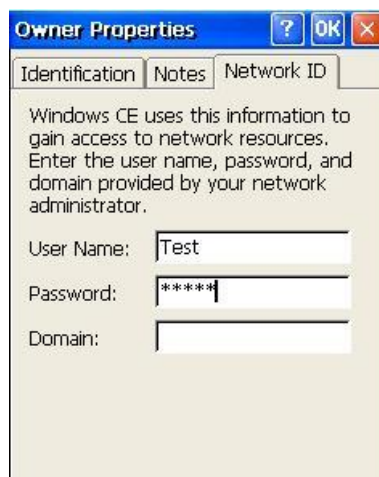 Owner Properties ? OK ×
Identification Notes Network ID
Windows CE uses this information to
gain access to network resources.
Enter the user name, password, and
domain provided by your network
administrator.
User Name: Test
Password: *****
Domain: